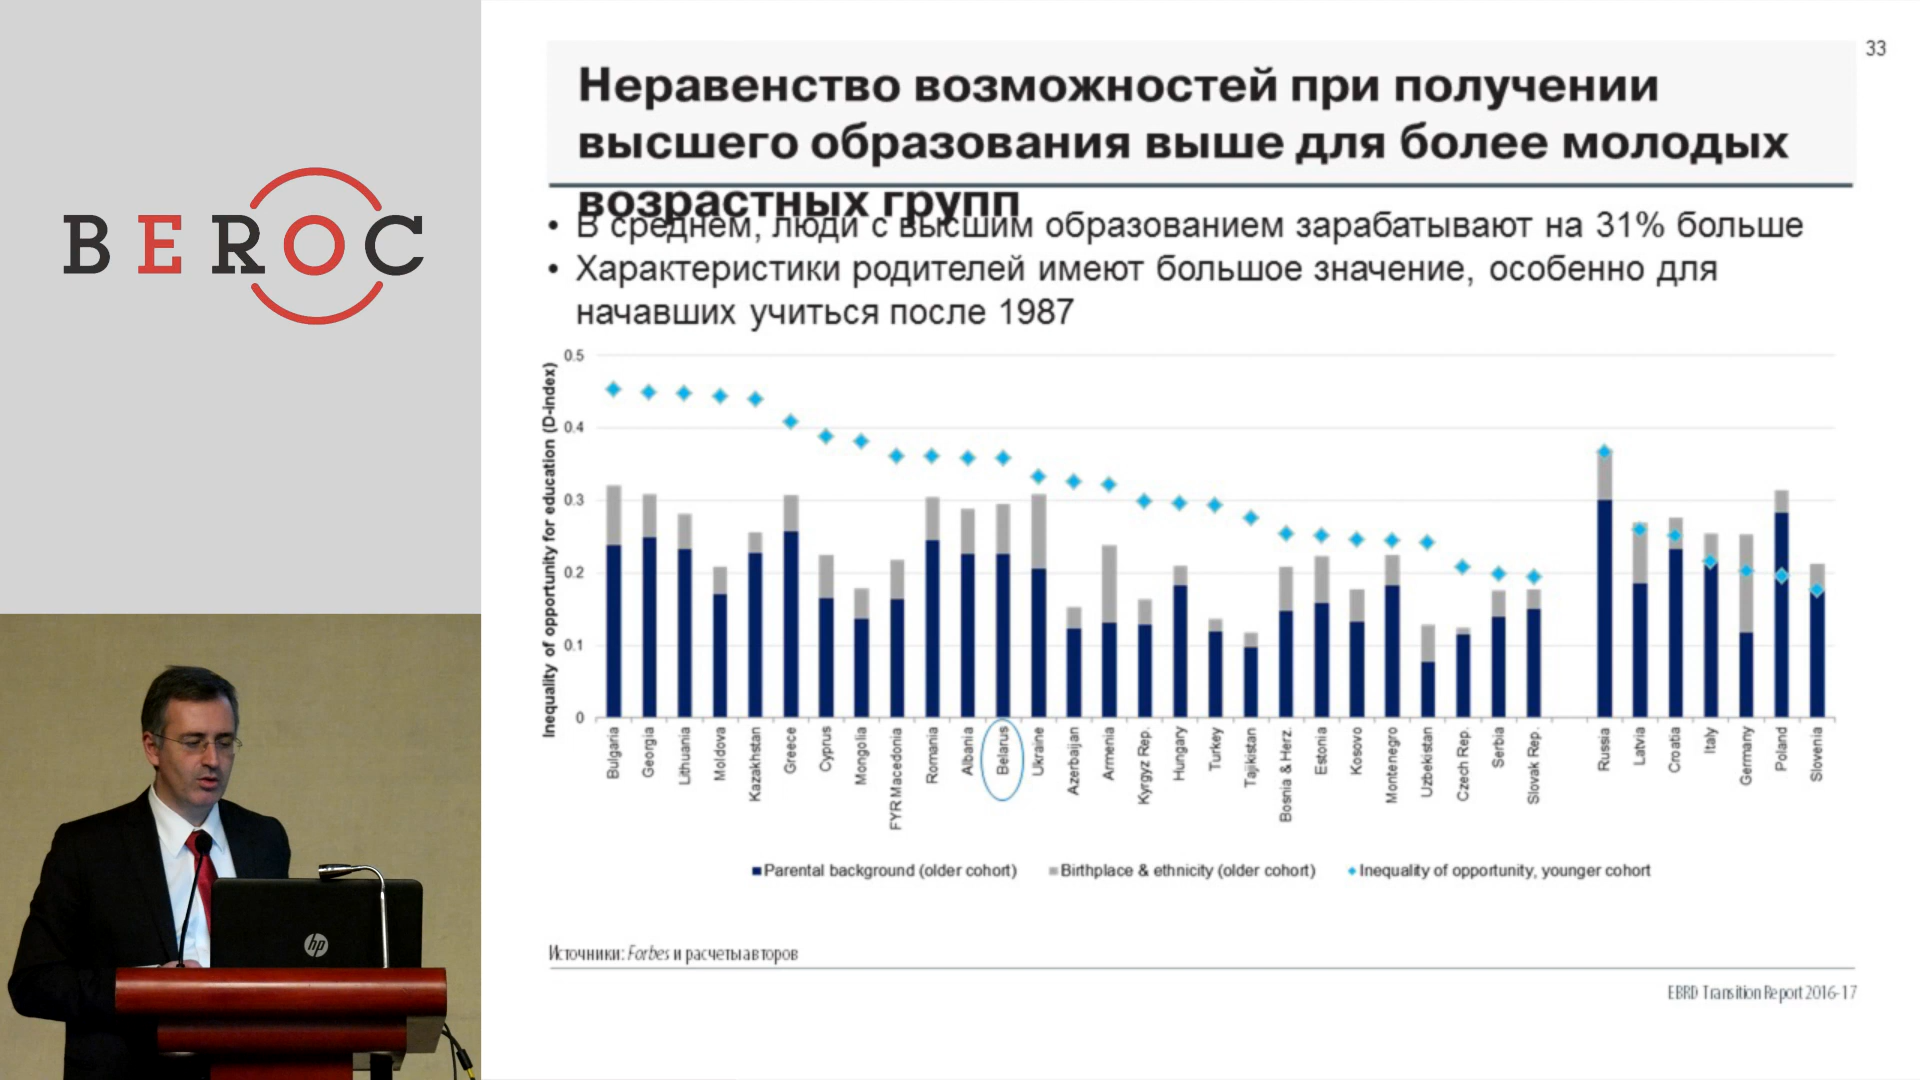 BEROC
33
Неравенство возможностей при получении
высшего образования выше для более молодых
возрастных групп
• В среднем, люди с высшим образованием зарабатывают на 31% больше
• Характеристики родителей имеют большое значение, особенно для
начавших учиться после 1987
Inequality of opportunity for education (D-index)
0.5
0.4
0.3
0.2
0.1
0
Bulgaria
Georgia
Lithuania
Moldova
Kazakhstan
Greece
Cyprus
Mongolia
FYR Macedonia
Romania
Albania
Belarus
Ukraine
Azerbaijan
Armenia
Kyrgyz Rep.
Hungary
Turkey
Tajikistan
Bosnia & Herz.
Estonia
Kosovo
Montenegro
Uzbekistan
Czech Rep.
Serbia
Slovak Rep.
Russia
Latvia
Croatia
Italy
Germany
Poland
Slovenia
Parental background (older cohort)
Birthplace & ethnicity (older cohort)
Inequality of opportunity, younger cohort
Источники: Forbes и расчеты авторов
EBRD Transition Report 2016-17
hp